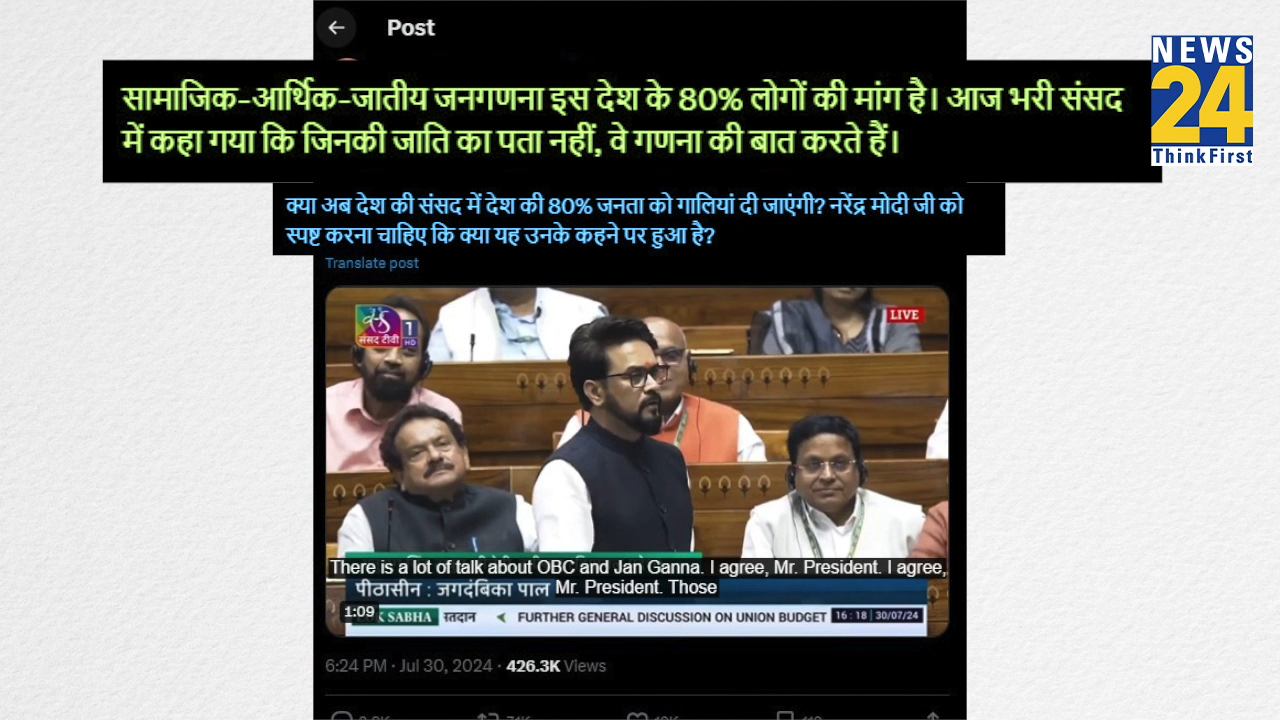 Post
NEWS
24
ThinkFirst
सामाजिक-आर्थिक-जातीय जनगणना इस देश के 80% लोगों की मांग है। आज भरी संसद
में कहा गया कि जिनकी जाति का पता नहीं, वे गणना की बात करते हैं।
क्या अब देश की संसद में देश की 80% जनता को गालियां दी जाएंगी? नरेंद्र मोदी जी को
स्पष्ट करना चाहिए कि क्या यह उनके कहने पर हुआ है?
Translate post
संसद टीवी
1
HD
LIVE
There is a lot of talk about OBC and Jan Ganna. I agree, Mr. President. I agree,
Mr. President. Those
पीठासीन : जगदंबिका पाल
1:09
K SABHA
FURTHER GENERAL DISCUSSION ON UNION BUDGET
16 : 18 | 30/07/24
6:24 PM · Jul 30, 2024 · 426.3K Views